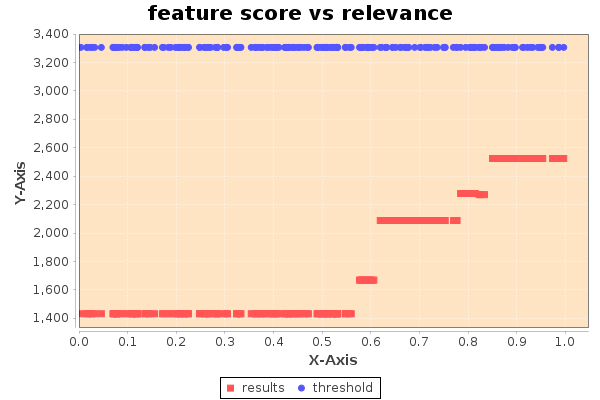 feature score vs relevance
3,400
3,200
3,000
2,800
2,600
2,400
2,200
2,000
1,800
1,600
1,400
Y-Axis
0.0 0.1 0.2 0.3 0.4 0.5 0.6 0.7 0.8 0.9 1.0
X-Axis
results threshold